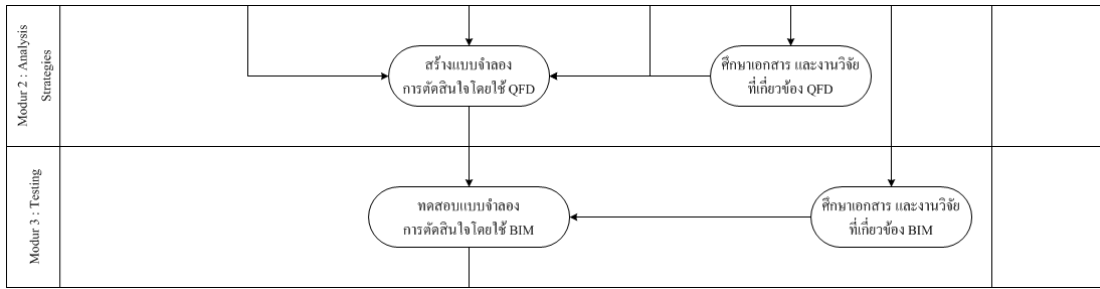 Modur 2 : Analysis
Strategies
สร้างแบบจำลอง
การตัดสินใจโดยใช้ QFD
ศึกษาเอกสาร และงานวิจัย
ที่เกี่ยวข้อง QFD
Modur 3 : Testing
ทดสอบแบบจำลอง
การตัดสินใจโดยใช้ BIM
ศึกษาเอกสาร และงานวิจัย
ที่เกี่ยวข้อง BIM